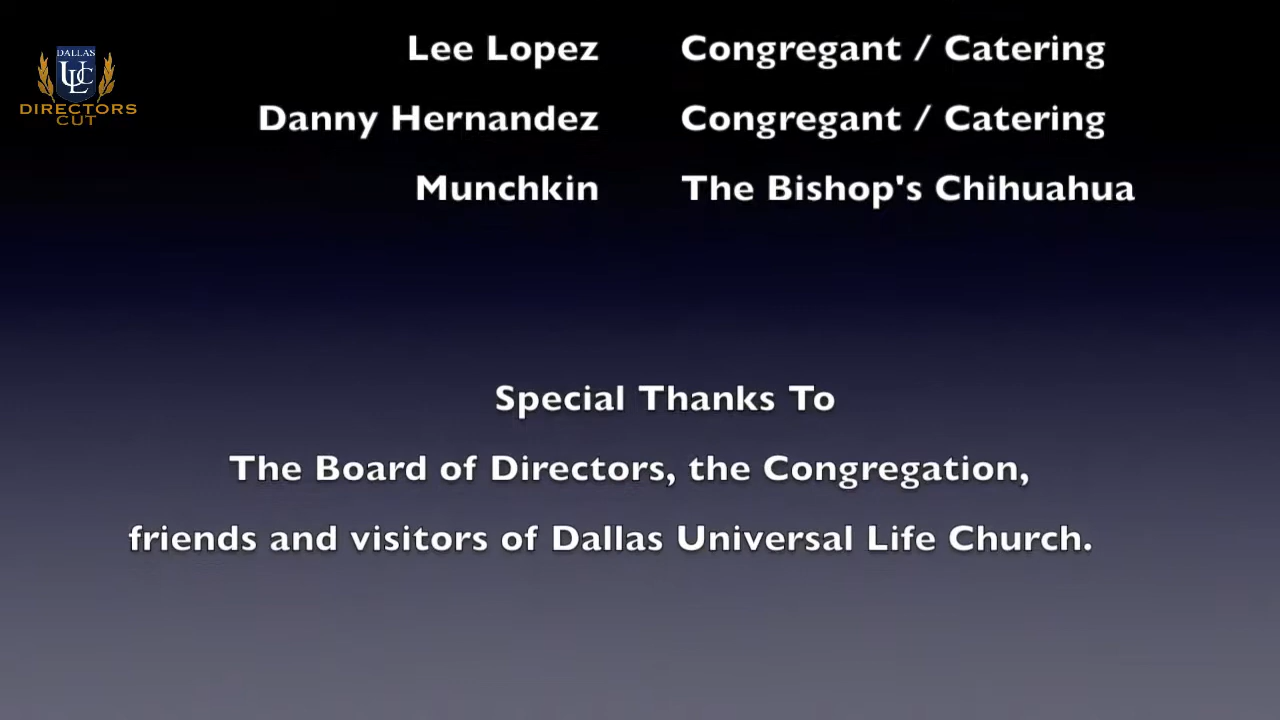 DALLAS
ULC
DIRECTORS
CUT
Lee Lopez Congregant / Catering
Danny Hernandez Congregant / Catering
Munchkin The Bishop's Chihuahua
Special Thanks To
The Board of Directors, the Congregation,
friends and visitors of Dallas Universal Life Church.